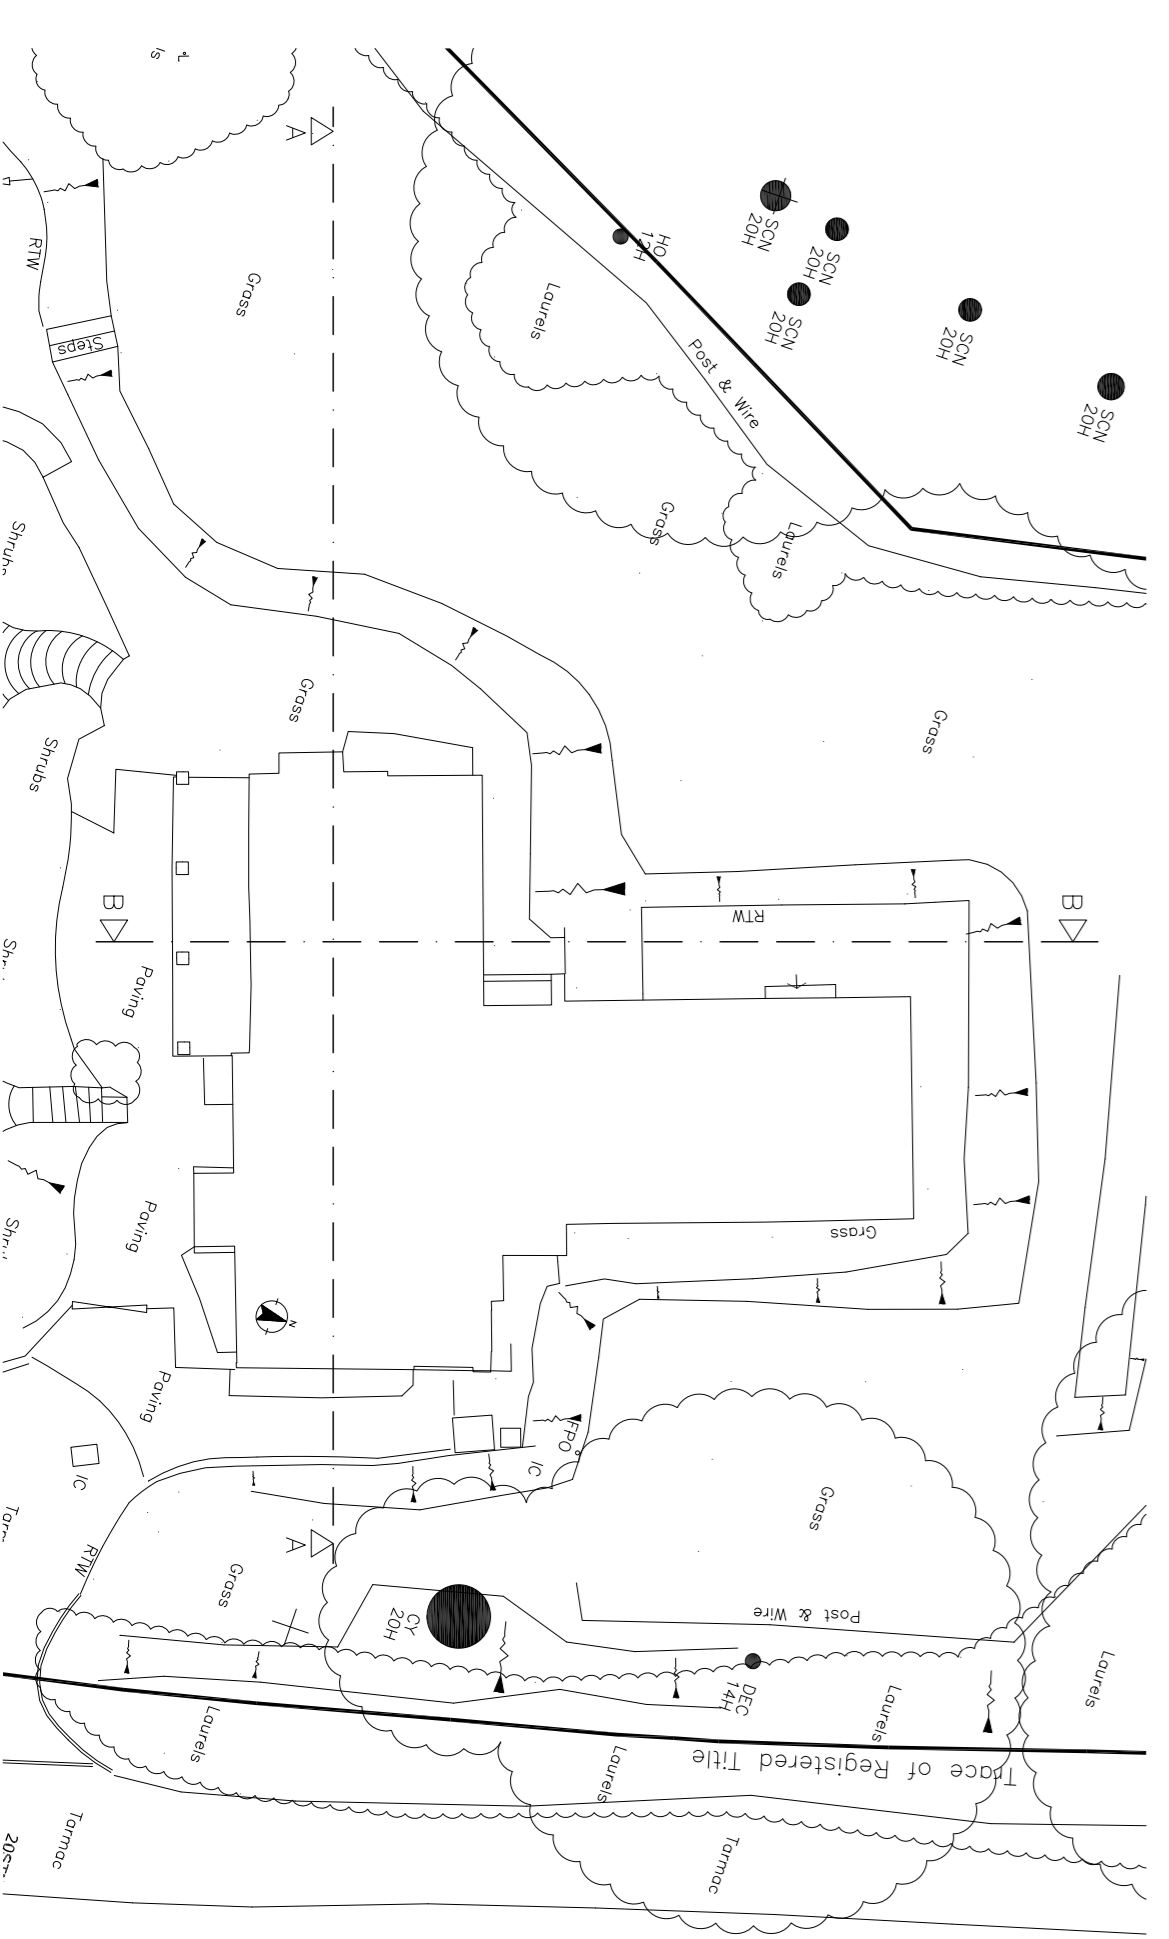 A
SCN
20H
SCN
20H
SCN
20H
SCN
20H
SCN
20H
HO
12H
RTW
Grass
Laurels
Steps
Post & Wire
Grass
Laurels
Grass
Grass
Shrubs
B
B
RTW
Paving
Paving
Grass
N
Paving
FPO
IC
IC
Grass
A
RTW
Grass
CY
20H
Post & Wire
Laurels
DEC
14H
Laurels
Laurels
Laurels
Trace of Registered Title
Tarmac
Tarmac